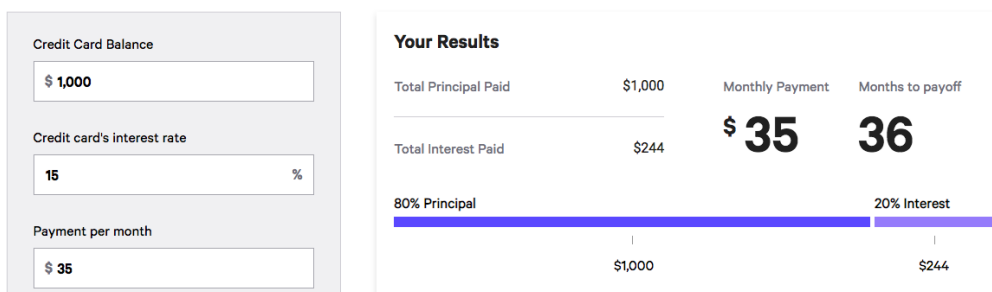 Credit Card Balance
$ 1,000
Credit card's interest rate
15 %
Payment per month
$ 35
Your Results
Total Principal Paid $1,000
Total Interest Paid $244
Monthly Payment Months to payoff
$ 35 36
80% Principal 20% Interest
$1,000 $244